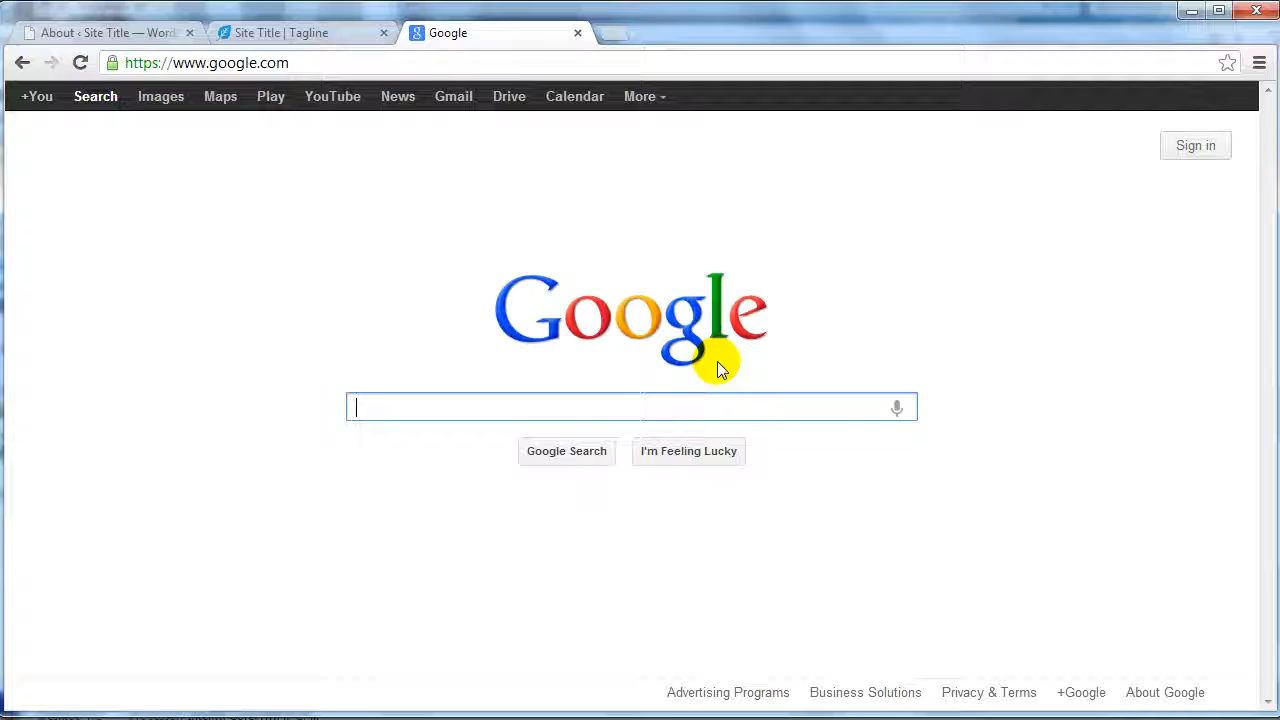 About ‹ Site Title — Word
Site Title | Tagline
Google
https://www.google.com
+You Search Images Maps Play YouTube News Gmail Drive Calendar More
Sign in
Google
Google Search I'm Feeling Lucky
Advertising Programs Business Solutions Privacy & Terms +Google About Google